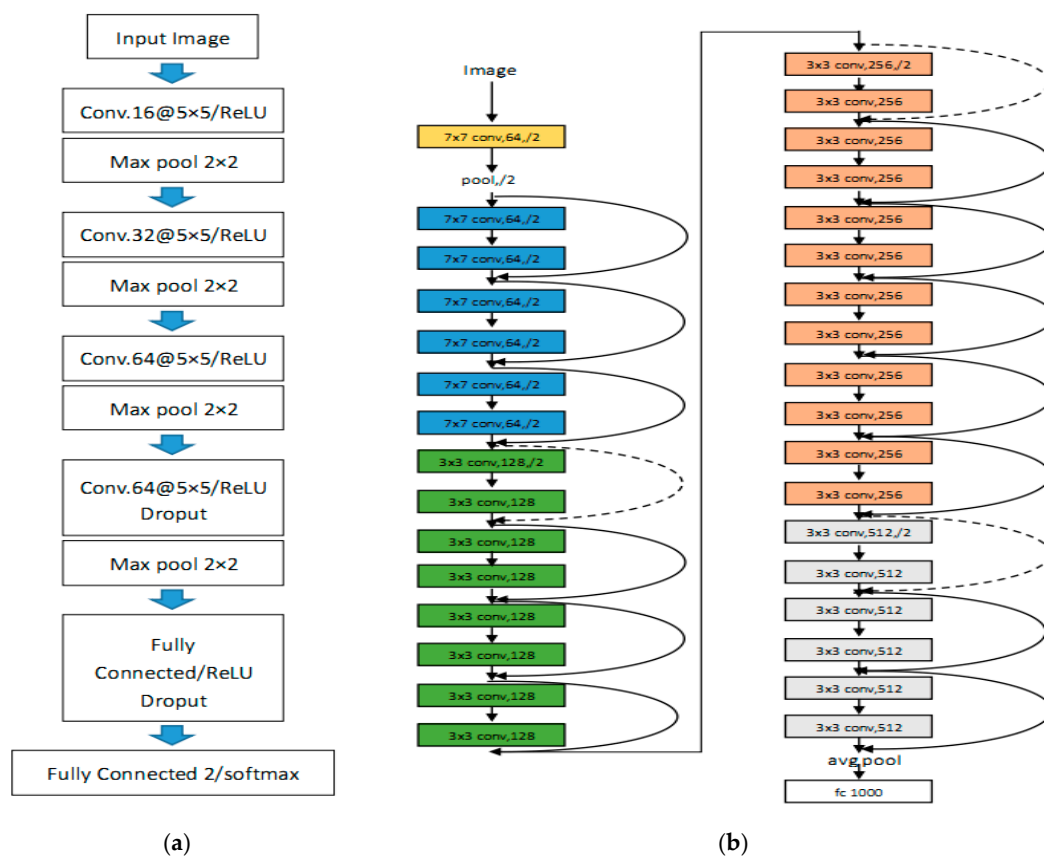 Input Image
Conv.16@5×5/ReLU
Max pool 2×2
Conv.32@5×5/ReLU
Max pool 2×2
Conv.64@5×5/ReLU
Max pool 2×2
Conv.64@5×5/ReLU
Droput
Max pool 2×2
Fully
Connected/ReLU
Droput
Fully Connected 2/softmax
(a)
Image
7x7 conv,64,/2
pool,/2
7x7 conv,64,/2
7x7 conv,64,/2
7x7 conv,64,/2
7x7 conv,64,/2
7x7 conv,64,/2
7x7 conv,64,/2
3x3 conv,128,/2
3x3 conv,128
3x3 conv,128
3x3 conv,128
3x3 conv,128
3x3 conv,128
3x3 conv,128
3x3 conv,128
3x3 conv,256,/2
3x3 conv,256
3x3 conv,256
3x3 conv,256
3x3 conv,256
3x3 conv,256
3x3 conv,256
3x3 conv,256
3x3 conv,256
3x3 conv,256
3x3 conv,256
3x3 conv,256
3x3 conv,512,/2
3x3 conv,512
3x3 conv,512
3x3 conv,512
3x3 conv,512
3x3 conv,512
avg pool
fc 1000
(b)